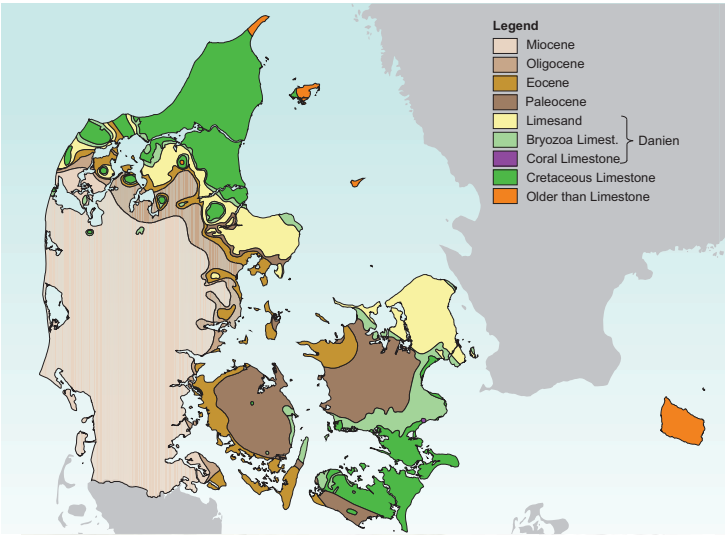 Legend
Miocene
Oligocene
Eocene
Paleocene
Limesand
Bryozoa Limest.
Danien
Coral Limestone
Cretaceous Limestone
Older than Limestone